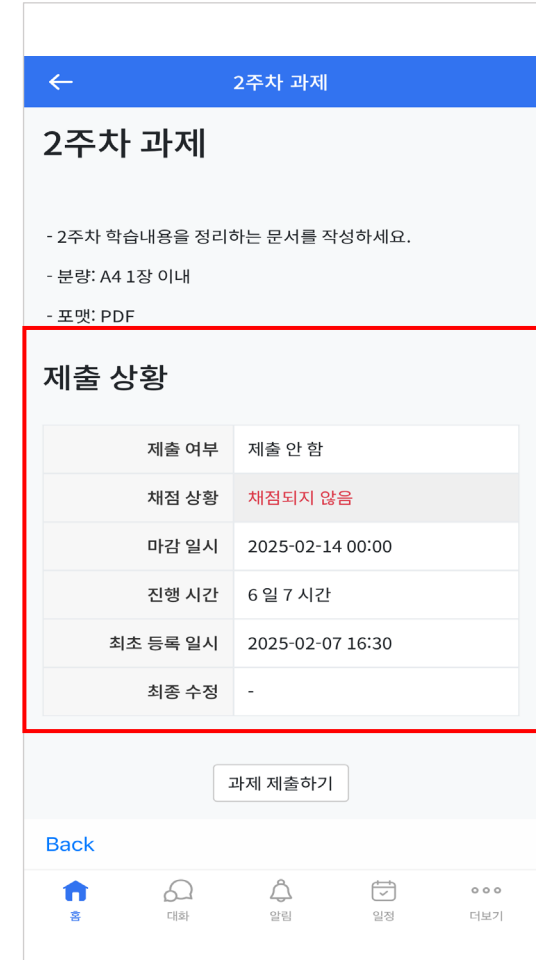 2주차 과제
2주차 과제
- 2주차 학습내용을 정리하는 문서를 작성하세요.
- 분량: A4 1장 이내
- 포맷: PDF
제출 상황
제출 여부 제출 안 함
채점 상황 채점되지 않음
마감 일시 2025-02-14 00:00
진행 시간 6 일 7 시간
최초 등록 일시 2025-02-07 16:30
최종 수정 -
과제 제출하기
Back
홈 대화 알림 일정 더보기